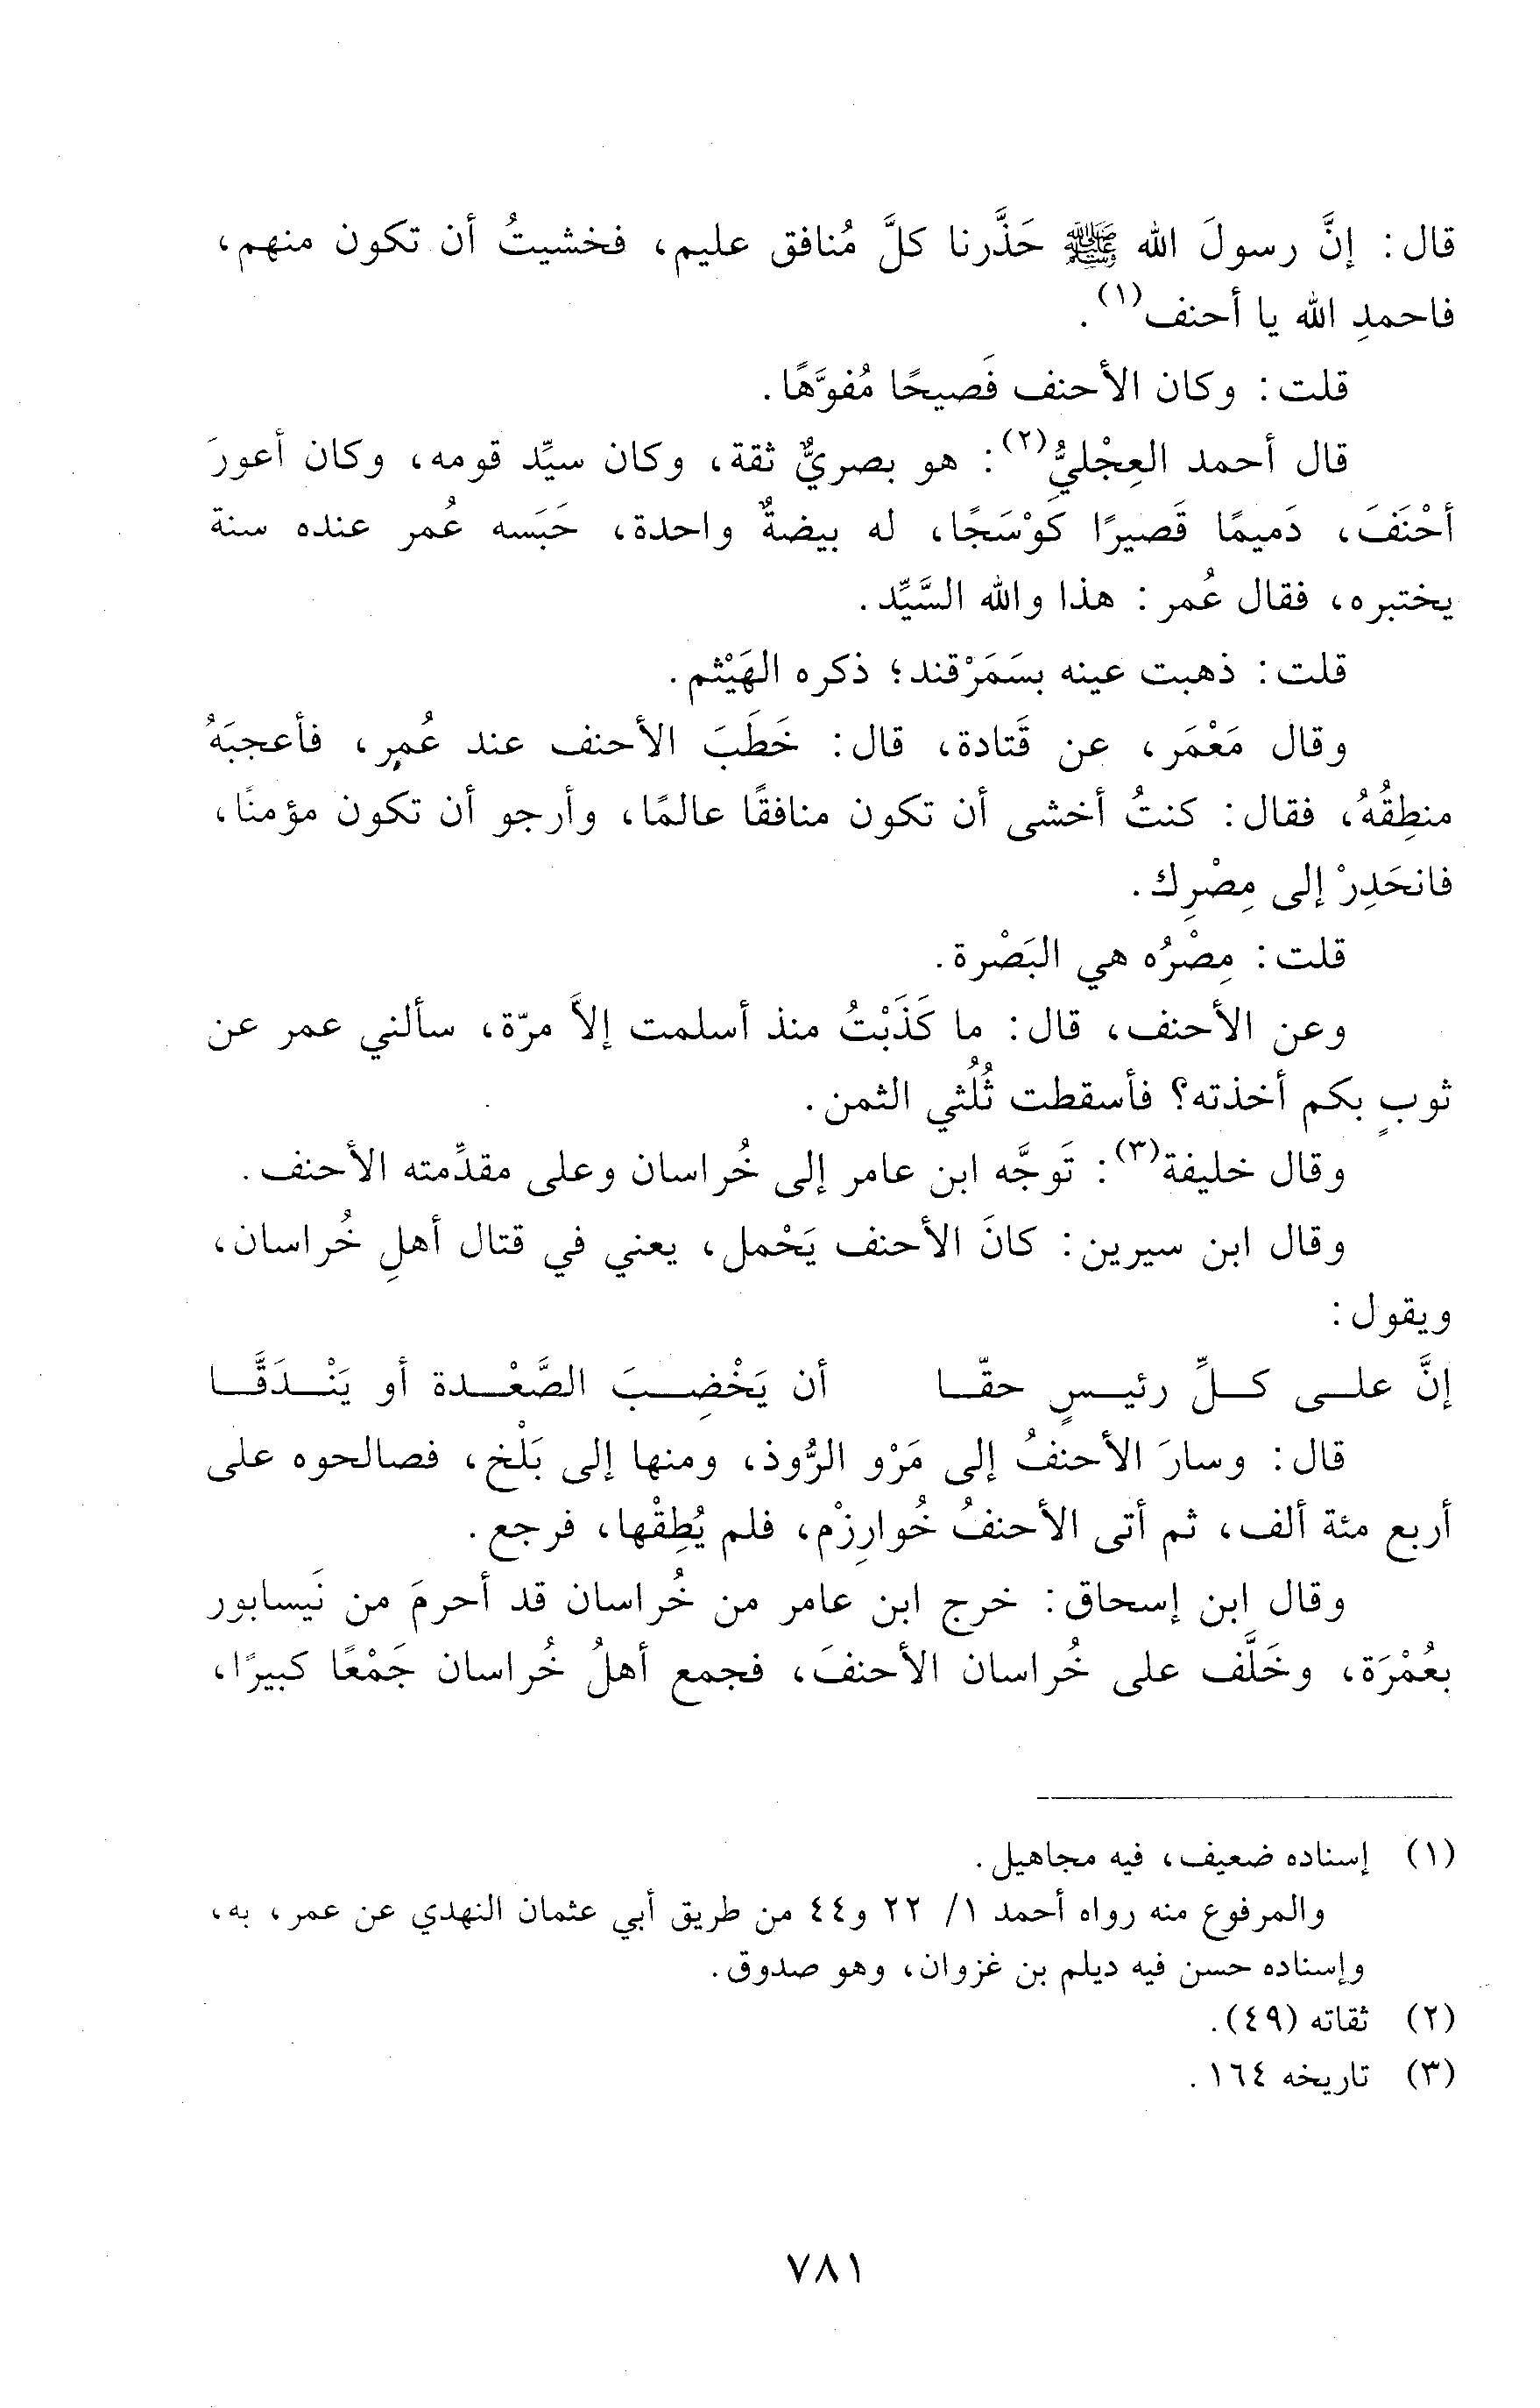 قال: إنَّ رسولَ الله ﷺ حَذَّرنا كلَّ مُنافق عليم، فخشيتُ أن تكون منهم،
فاحمدِ الله يا أحنف(١).
قلت: وكان الأحنف فَصيحًا مُفوَّهًا.
قال أحمد العِجْليُّ(٢): هو بصريٌّ ثقة، وكان سيِّد قومه، وكان أعورَ
أحْنَفَ، دَميمًا قَصيرًا كَوْسَجًا، له بيضةٌ واحدة، حَبَسه عُمر عنده سنة
يختبره، فقال عُمر: هذا والله السَّيِّد.
قلت: ذهبت عينه بسَمَرْقند؛ ذكره الهَيْثم.
وقال مَعْمَر، عن قَتادة، قال: خَطَبَ الأحنف عند عُمرٍ، فأعجبَهُ
منطِقُهُ، فقال: كنتُ أخشى أن تكون منافقًا عالمًا، وأرجو أن تكون مؤمنًا،
فانحَدِرْ إلى مِصْرِك.
قلت: مِصْرُه هي البَصْرة.
وعن الأحنف، قال: ما كَذَبْتُ منذ أسلمت إلاَّ مرّة، سألني عمر عن
ثوبٍ بكم أخذته؟ فأسقطت ثُلُثي الثمن.
وقال خليفة(٣): تَوجَّه ابن عامر إلى خُراسان وعلى مقدِّمته الأحنف.
وقال ابن سيرين: كانَ الأحنف يَحْمل، يعني في قتال أهلِ خُراسان،
ويقول:
إنَّ علـى كـلِّ رئيـسٍ حقّـا أن يَخْضِـبَ الصَّعْـدة أو يَنْـدَقَّـا
قال: وسارَ الأحنفُ إلى مَرْو الرُّوذ، ومنها إلى بَلْخ، فصالحوه على
أربع مئة ألف، ثم أتى الأحنفُ خُوارِزْم، فلم يُطِقْها، فرجع.
وقال ابن إسحاق: خرج ابن عامر من خُراسان قد أحرمَ من نَيسابور
بعُمْرَة، وخَلَّف على خُراسان الأحنفَ، فجمع أهلُ خُراسان جَمْعًا كبيرًا،
(١) إسناده ضعيف، فيه مجاهيل.
والمرفوع منه رواه أحمد ١/ ٢٢ و٤٤ من طريق أبي عثمان النهدي عن عمر، به،
وإسناده حسن فيه ديلم بن غزوان، وهو صدوق.
(٢) ثقاته (٤٩).
(٣) تاريخه ١٦٤.
٧٨١